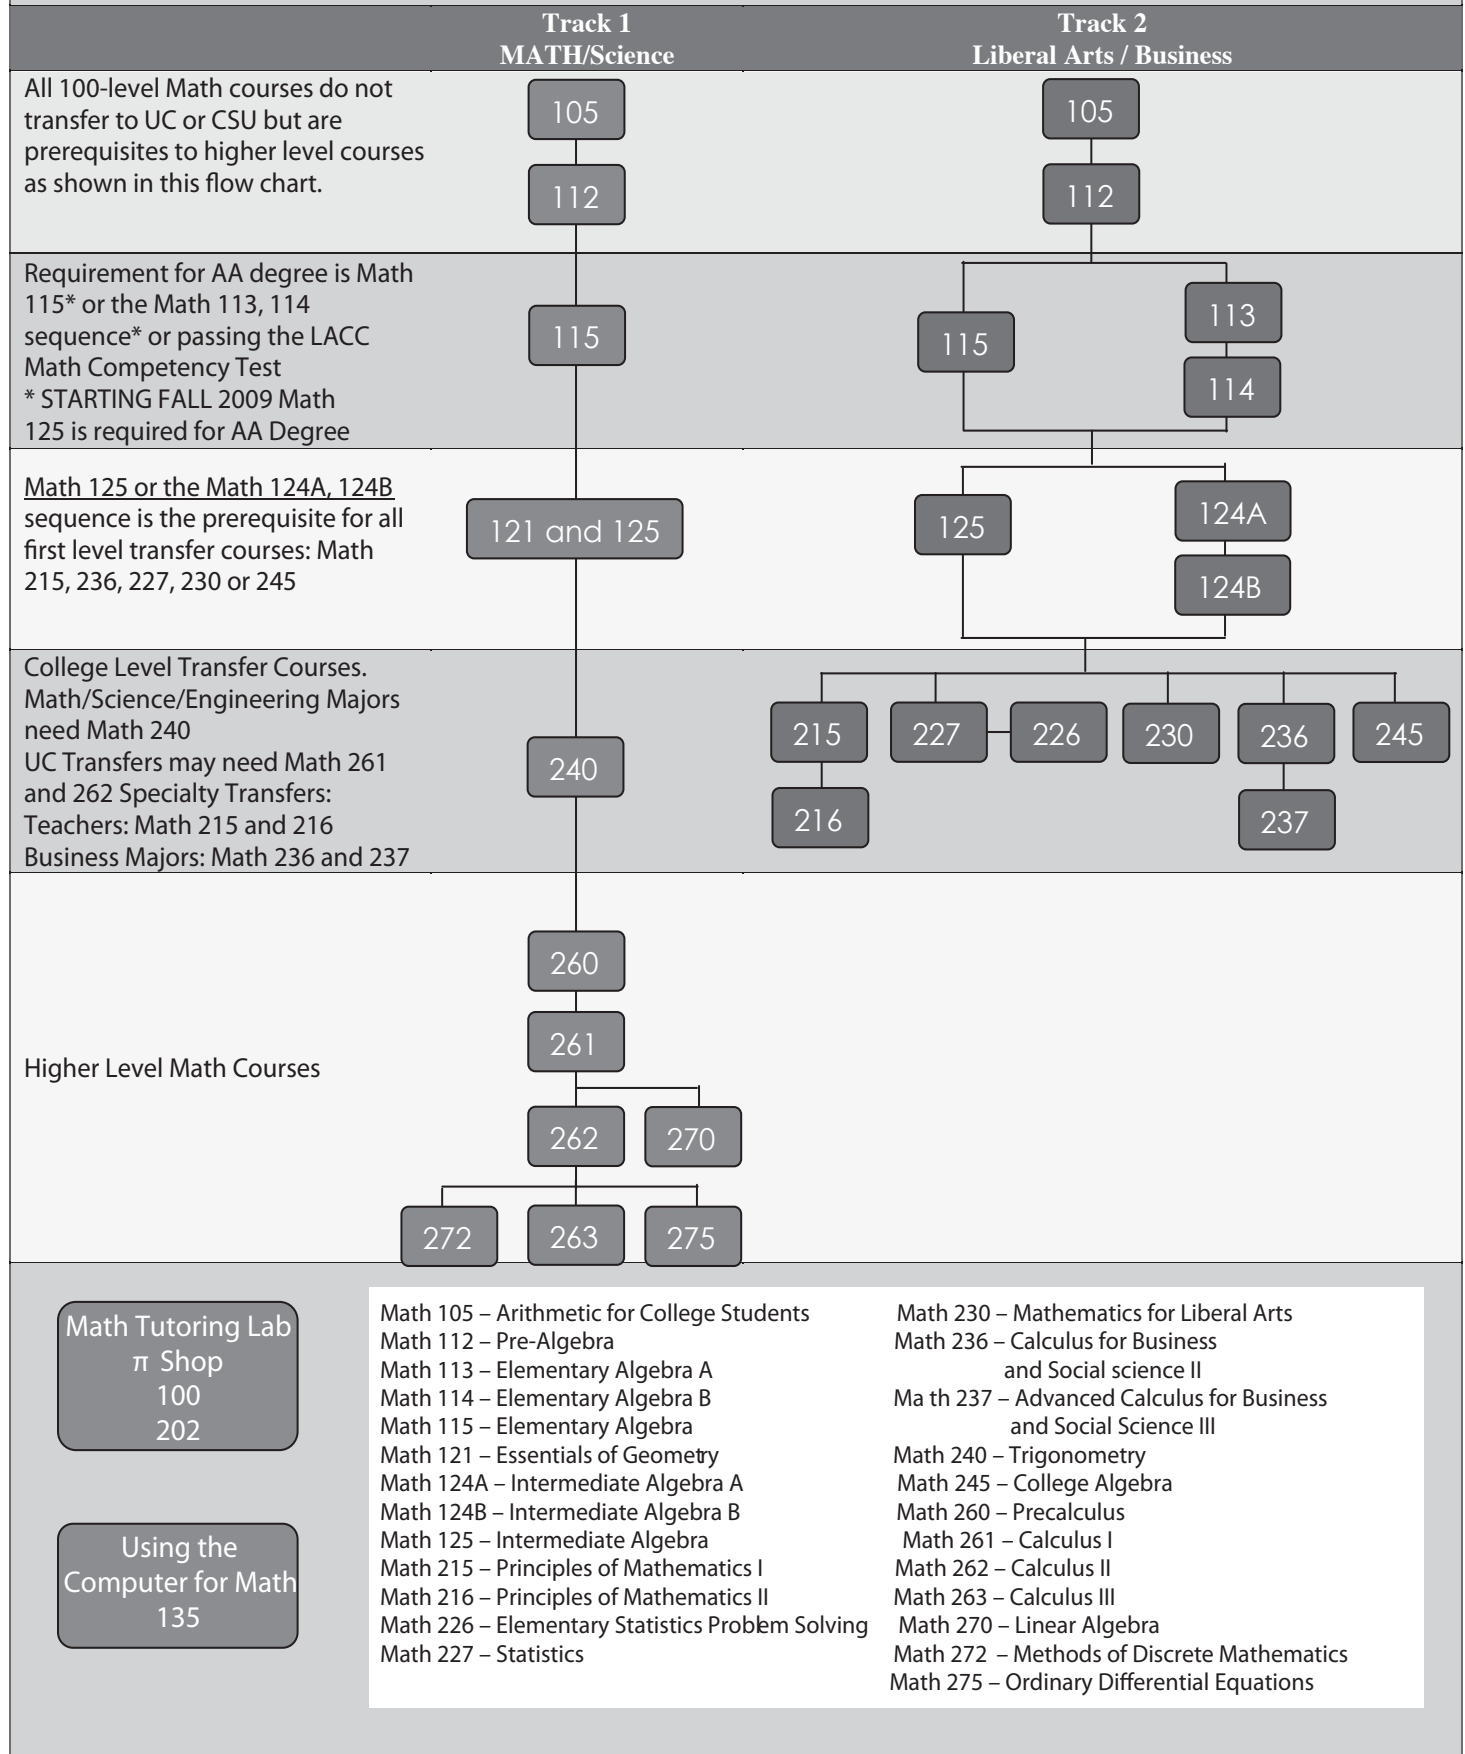 Track 1
MATH/Science
Track 2
Liberal Arts / Business
All 100-level Math courses do not
transfer to UC or CSU but are
prerequisites to higher level courses
as shown in this flow chart.
105
112
105
112
Requirement for AA degree is Math
115* or the Math 113, 114
sequence* or passing the LACC
Math Competency Test
* STARTING FALL 2009 Math
125 is required for AA Degree
115
115
113
114
Math 125 or the Math 124A, 124B
sequence is the prerequisite for all
first level transfer courses: Math
215, 236, 227, 230 or 245
121 and 125
125
124A
124B
College Level Transfer Courses.
Math/Science/Engineering Majors
need Math 240
UC Transfers may need Math 261
and 262 Specialty Transfers:
Teachers: Math 215 and 216
Business Majors: Math 236 and 237
240
215
227
226
230
236
245
216
237
Higher Level Math Courses
260
261
262
270
272
263
275
Math Tutoring Lab
π Shop
100
202
Using the
Computer for Math
135
Math 105 – Arithmetic for College Students
Math 112 – Pre-Algebra
Math 113 – Elementary Algebra A
Math 114 – Elementary Algebra B
Math 115 – Elementary Algebra
Math 121 – Essentials of Geometry
Math 124A – Intermediate Algebra A
Math 124B – Intermediate Algebra B
Math 125 – Intermediate Algebra
Math 215 – Principles of Mathematics I
Math 216 – Principles of Mathematics II
Math 226 – Elementary Statistics Problem Solving
Math 227 – Statistics
Math 230 – Mathematics for Liberal Arts
Math 236 – Calculus for Business
and Social science II
Ma th 237 – Advanced Calculus for Business
and Social Science III
Math 240 – Trigonometry
Math 245 – College Algebra
Math 260 – Precalculus
Math 261 – Calculus I
Math 262 – Calculus II
Math 263 – Calculus III
Math 270 – Linear Algebra
Math 272 – Methods of Discrete Mathematics
Math 275 – Ordinary Differential Equations